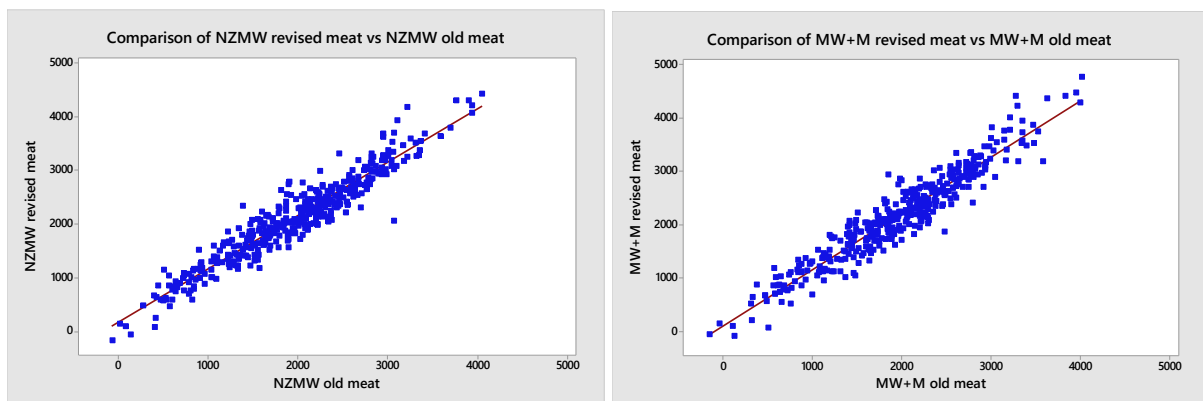 Comparison of NZMW revised meat vs NZMW old meat
NZMW revised meat
5000
4000
3000
2000
1000
0
0 1000 2000 3000 4000 5000
NZMW old meat
Comparison of MW+M revised meat vs MW+M old meat
MW+M revised meat
5000
4000
3000
2000
1000
0
0 1000 2000 3000 4000 5000
MW+M old meat